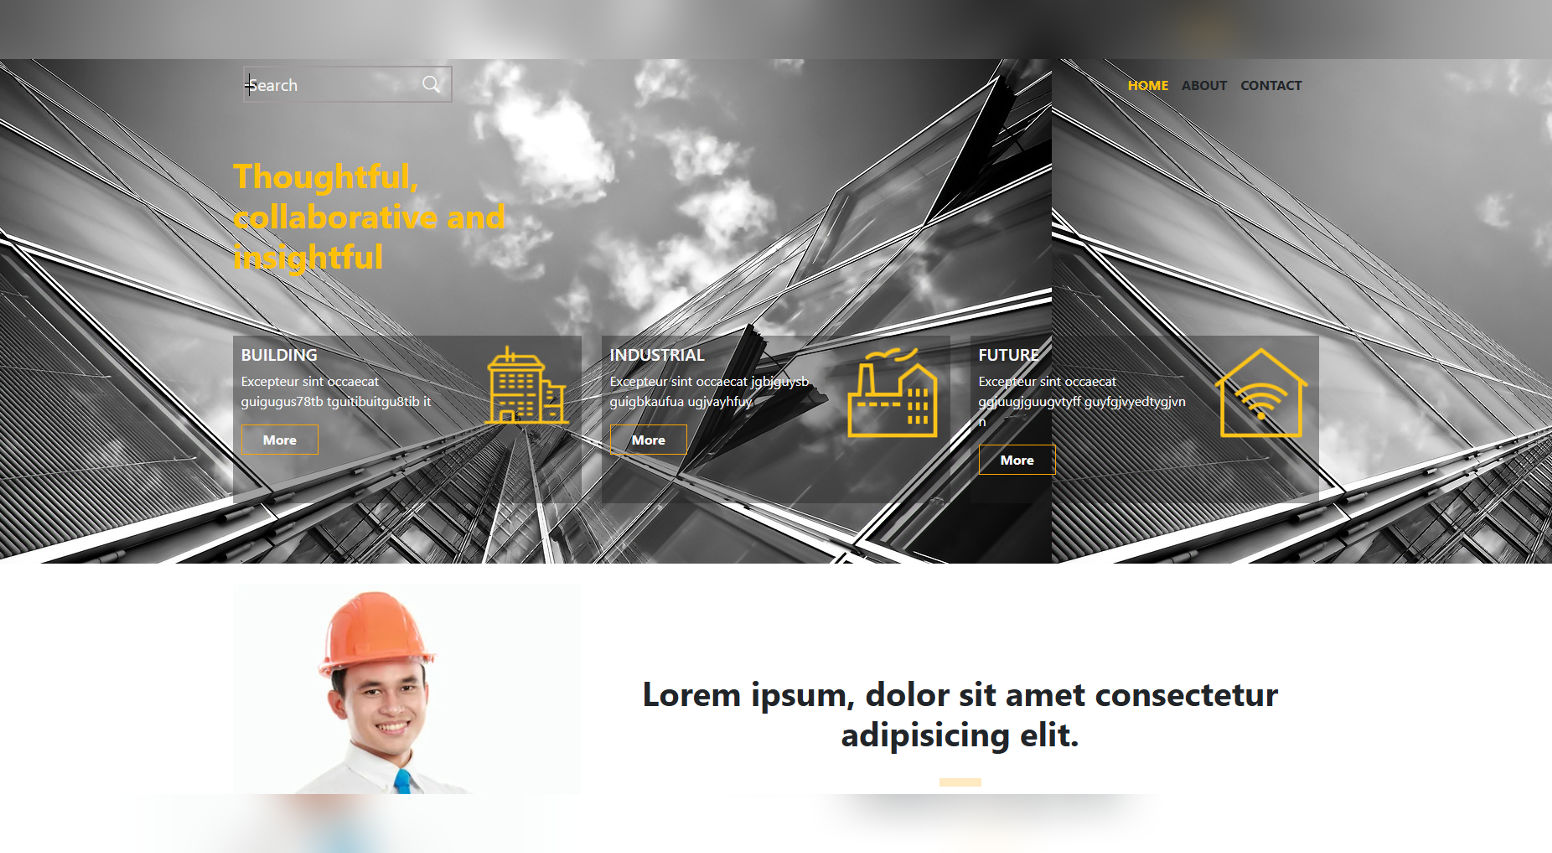 Search
HOME ABOUT CONTACT
Thoughtful,
collaborative and
insightful
BUILDING
Excepteur sint occaecat
guigugus78tb tguitibuitgu8tib it
More
INDUSTRIAL
Excepteur sint occaecat jgbjguysb
guigbkaufua ugjvayhfuy
More
FUTURE
Excepteur sint occaecat
ggjuugjguugvtyff guyfgjvyedtygjvn
n
More
Lorem ipsum, dolor sit amet consectetur
adipisicing elit.